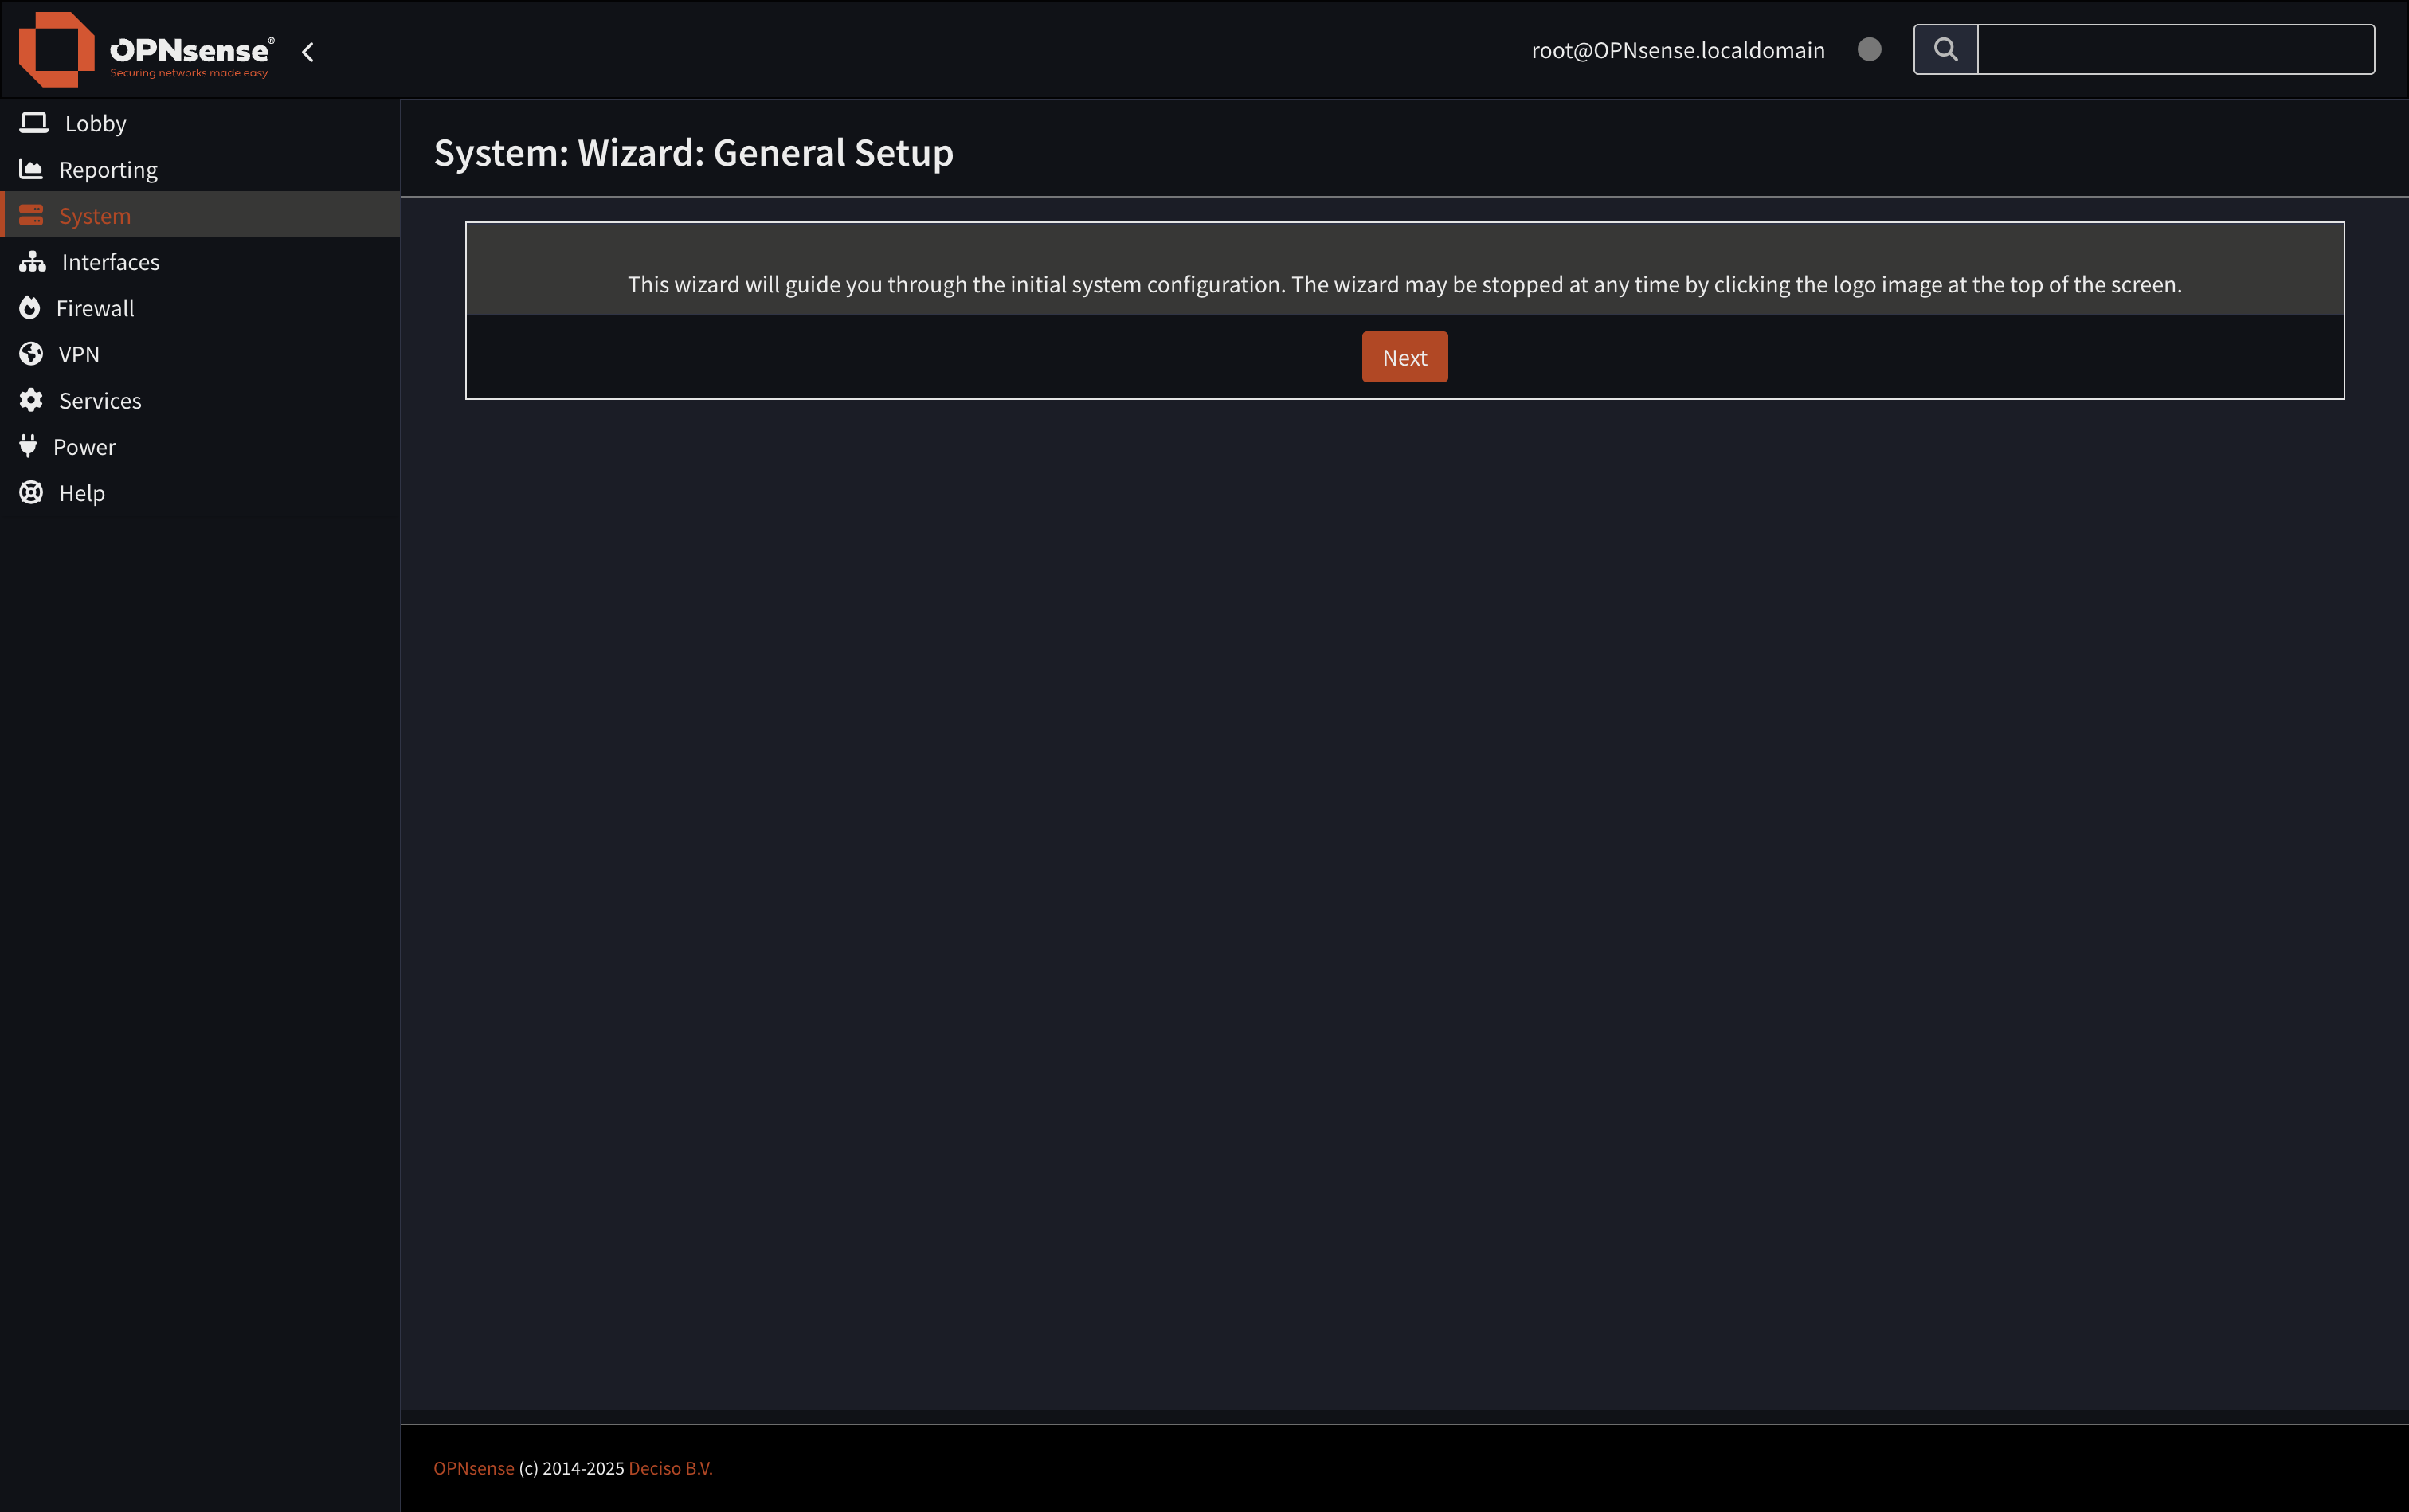 OPNsense®
Securing networks made easy
root@OPNsense.localdomain
Lobby
Reporting
System
Interfaces
Firewall
VPN
Services
Power
Help
System: Wizard: General Setup
This wizard will guide you through the initial system configuration. The wizard may be stopped at any time by clicking the logo image at the top of the screen.
Next
OPNsense (c) 2014-2025 Deciso B.V.